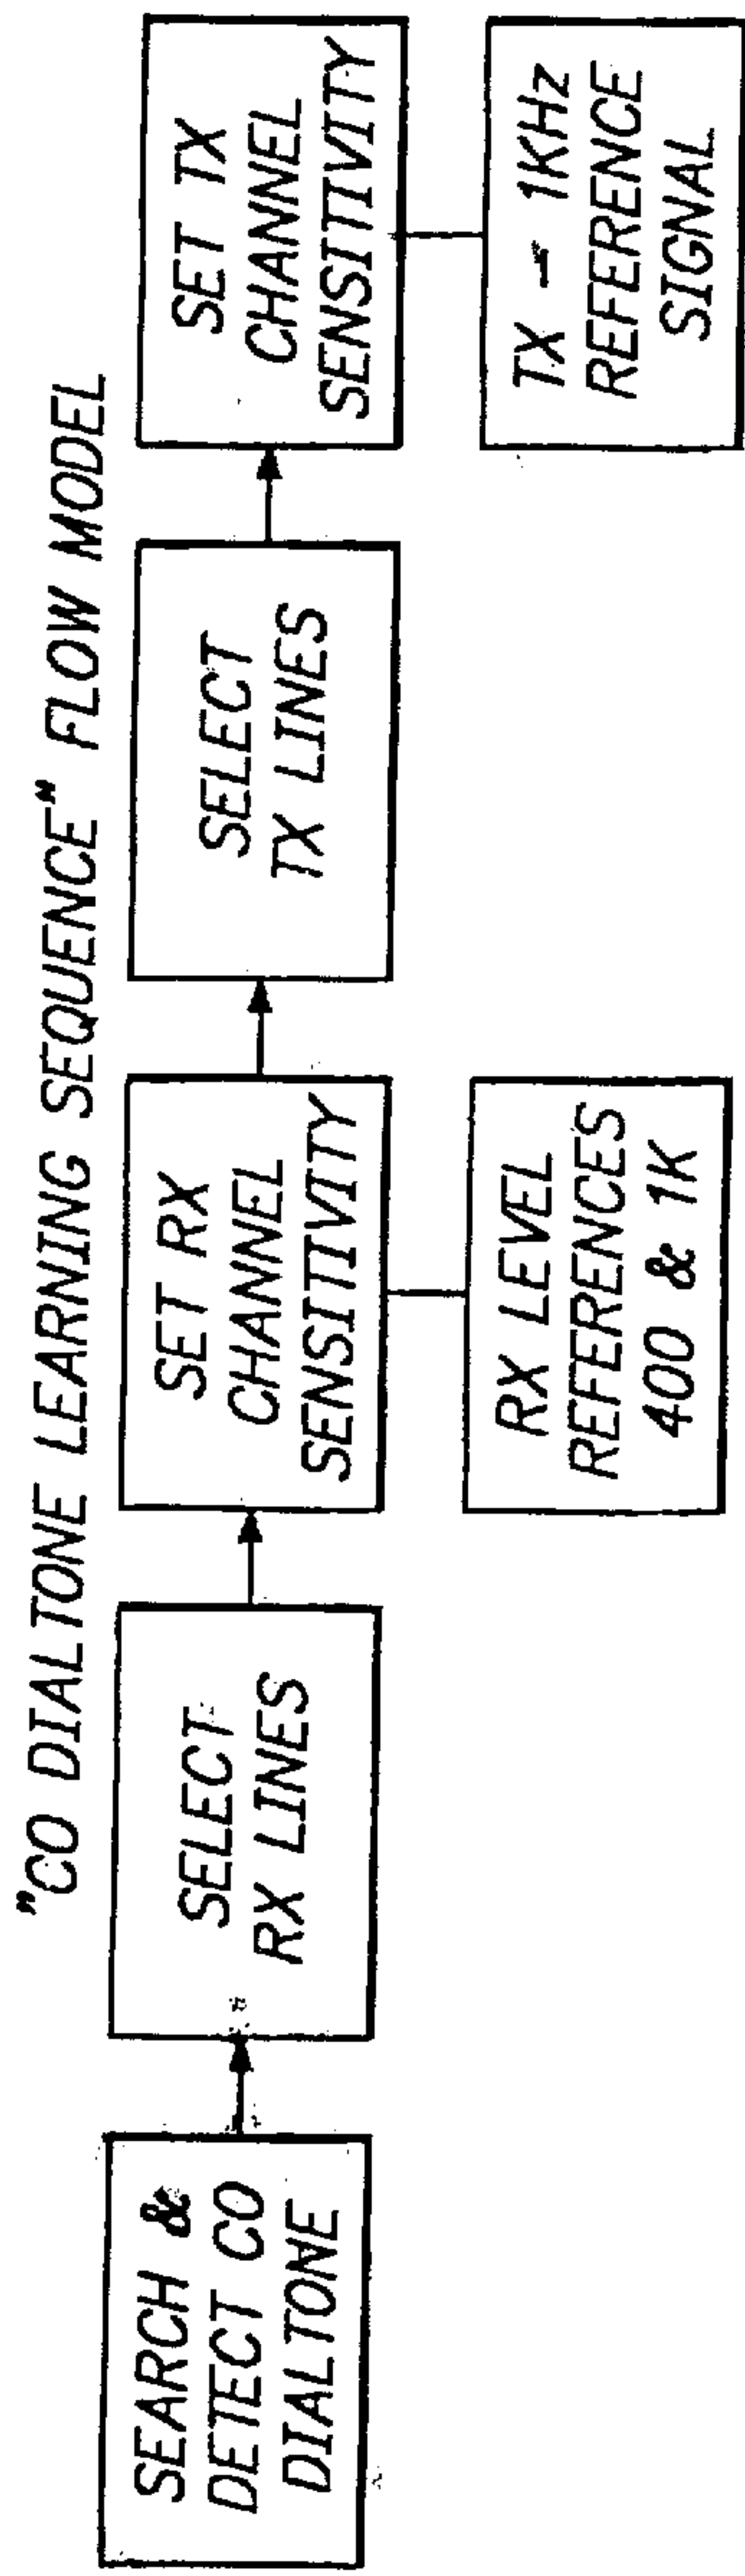 "CO DIALTONE LEARNING SEQUENCE" FLOW MODEL
SEARCH &
DETECT CO
DIALTONE
SELECT
RX LINES
SET RX
CHANNEL
SENSITIVITY
RX LEVEL
REFERENCES
400 & 1K
SELECT
TX LINES
SET TX
CHANNEL
SENSITIVITY
TX - 1KHz
REFERENCE
SIGNAL